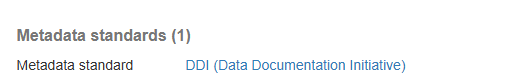 Metadata standards (1)
Metadata standard DDI (Data Documentation Initiative)